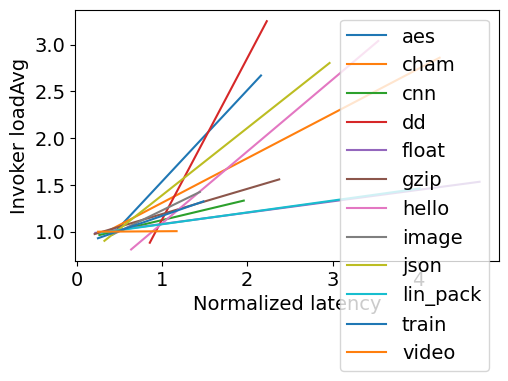 3.0
2.5
2.0
1.5
1.0
Invoker loadAvg
0
1
2
3
4
Normalized latency
aes
cham
cnn
dd
float
gzip
hello
image
json
lin_pack
train
video